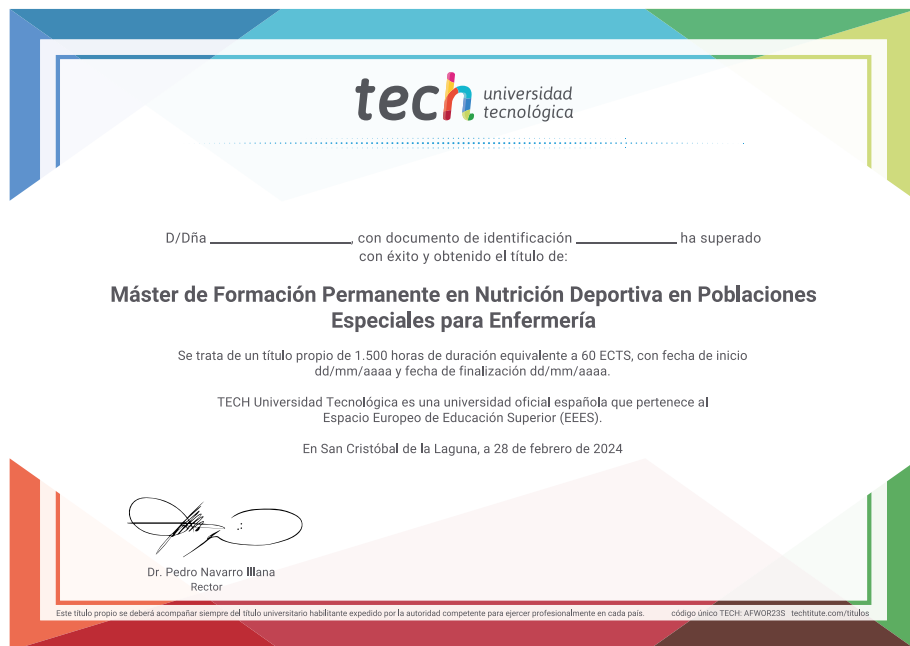 tech universidad
tecnológica
D/Dña ________________, con documento de identificación ____________ ha superado
con éxito y obtenido el título de:
Máster de Formación Permanente en Nutrición Deportiva en Poblaciones
Especiales para Enfermería
Se trata de un título propio de 1.500 horas de duración equivalente a 60 ECTS, con fecha de inicio
dd/mm/aaaa y fecha de finalización dd/mm/aaaa.
TECH Universidad Tecnológica es una universidad oficial española que pertenece al
Espacio Europeo de Educación Superior (EEES).
En San Cristóbal de la Laguna, a 28 de febrero de 2024
Dr. Pedro Navarro Illana
Rector
Este título propio se deberá acompañar siempre del título universitario habilitante expedido por la autoridad competente para ejercer profesionalmente en cada país. código único TECH: AFWOR23S techtitute.com/titulos